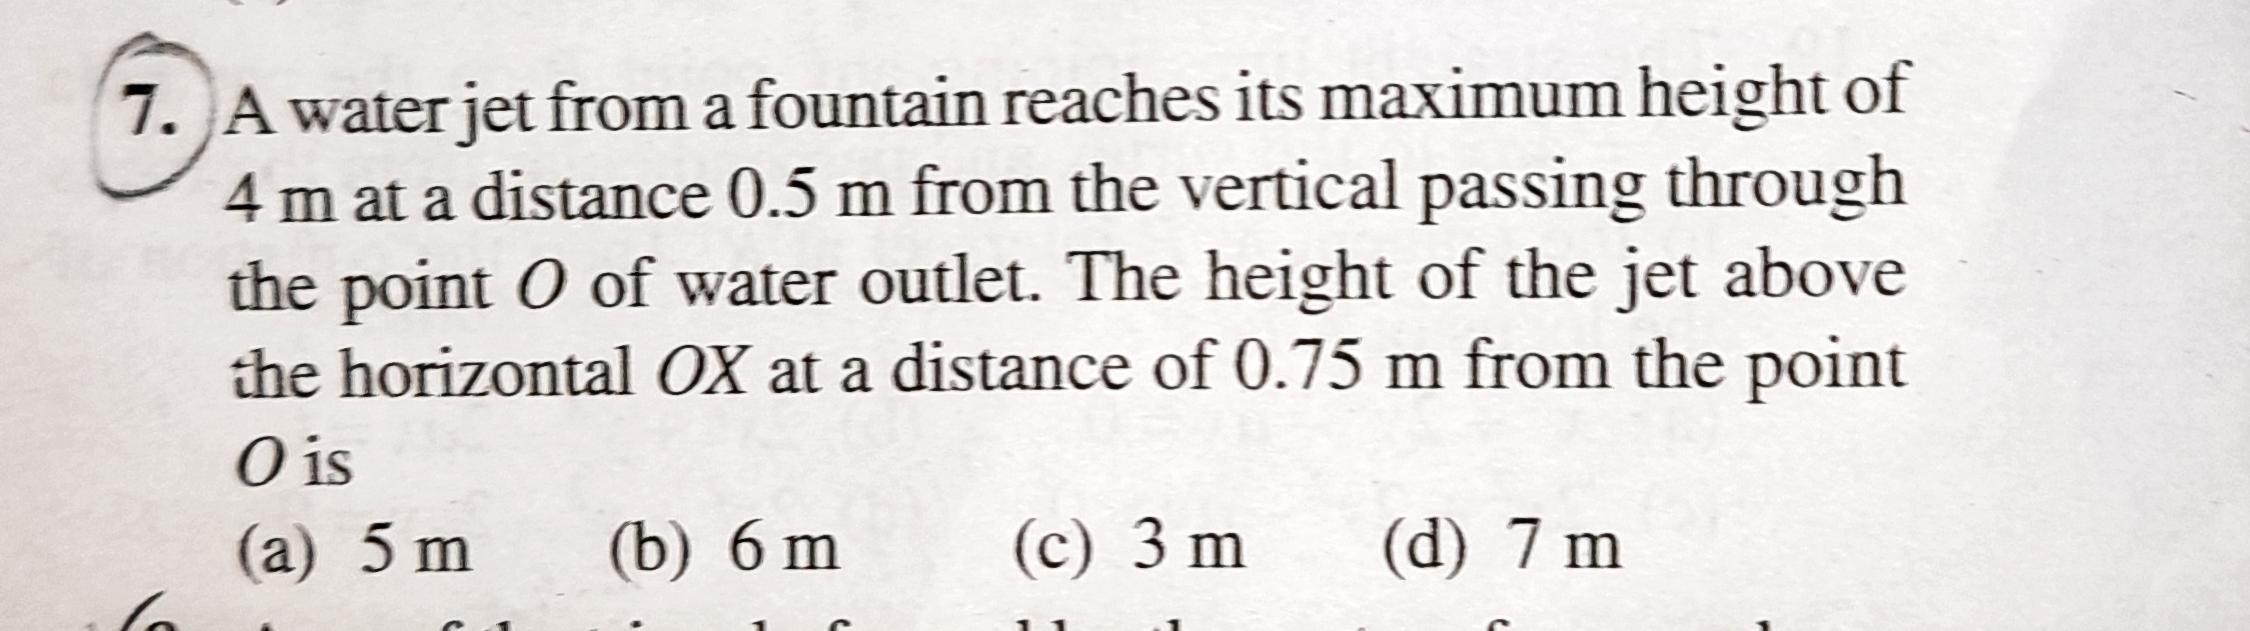 7. A water jet from a fountain reaches its maximum height of
4 m at a distance 0.5 m from the vertical passing through
the point O of water outlet. The height of the jet above
the horizontal OX at a distance of 0.75 m from the point
O is
(a) 5 m (b) 6 m (c) 3 m (d) 7 m